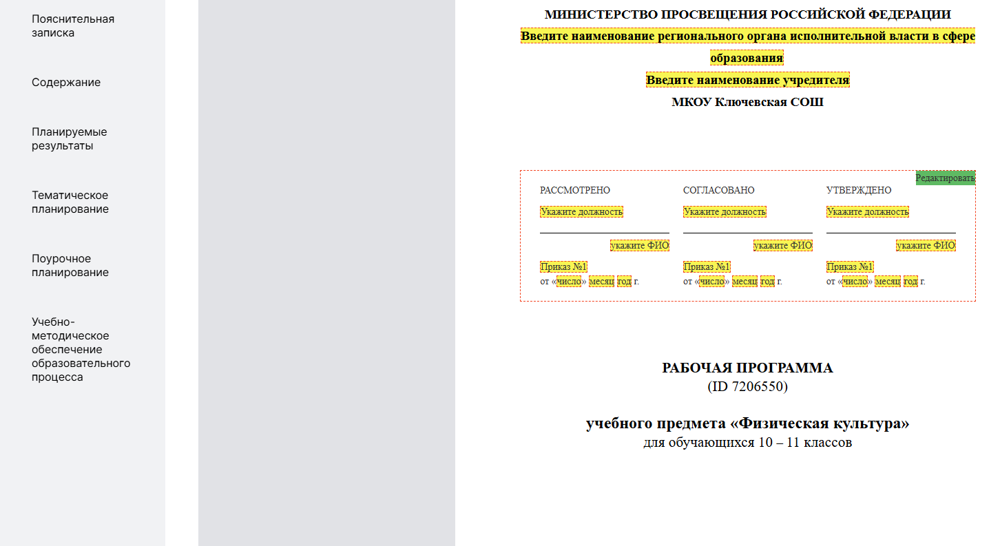 Пояснительная
записка
Содержание
Планируемые
результаты
Тематическое
планирование
Поурочное
планирование
Учебно-
методическое
обеспечение
образовательного
процесса
МИНИСТЕРСТВО ПРОСВЕЩЕНИЯ РОССИЙСКОЙ ФЕДЕРАЦИИ
Введите наименование регионального органа исполнительной власти в сфере
образования
Введите наименование учредителя
МКОУ Ключевская СОШ
Редактировать
РАССМОТРЕНО СОГЛАСОВАНО УТВЕРЖДЕНО
Укажите должность Укажите должность Укажите должность
укажите ФИО укажите ФИО укажите ФИО
Приказ №1 Приказ №1 Приказ №1
от «число» месяц год г. от «число» месяц год г. от «число» месяц год г.
РАБОЧАЯ ПРОГРАММА
(ID 7206550)
учебного предмета «Физическая культура»
для обучающихся 10 – 11 классов